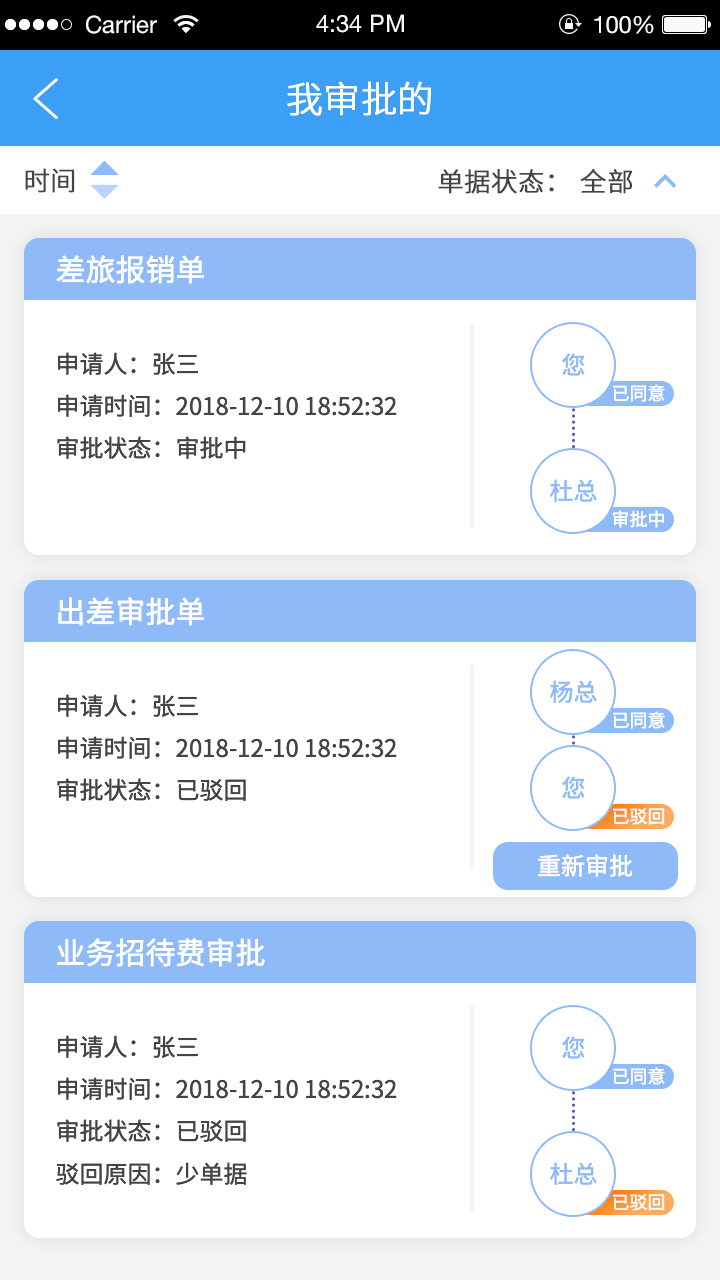 Carrier 4:34 PM 100%
我审批的
时间 单据状态： 全部
差旅报销单
申请人：张三
申请时间：2018-12-10 18:52:32
审批状态：审批中
您
已同意
杜总
审批中
出差审批单
申请人：张三
申请时间：2018-12-10 18:52:32
审批状态：已驳回
杨总
已同意
您
已驳回
重新审批
业务招待费审批
申请人：张三
申请时间：2018-12-10 18:52:32
审批状态：已驳回
驳回原因：少单据
您
已同意
杜总
已驳回